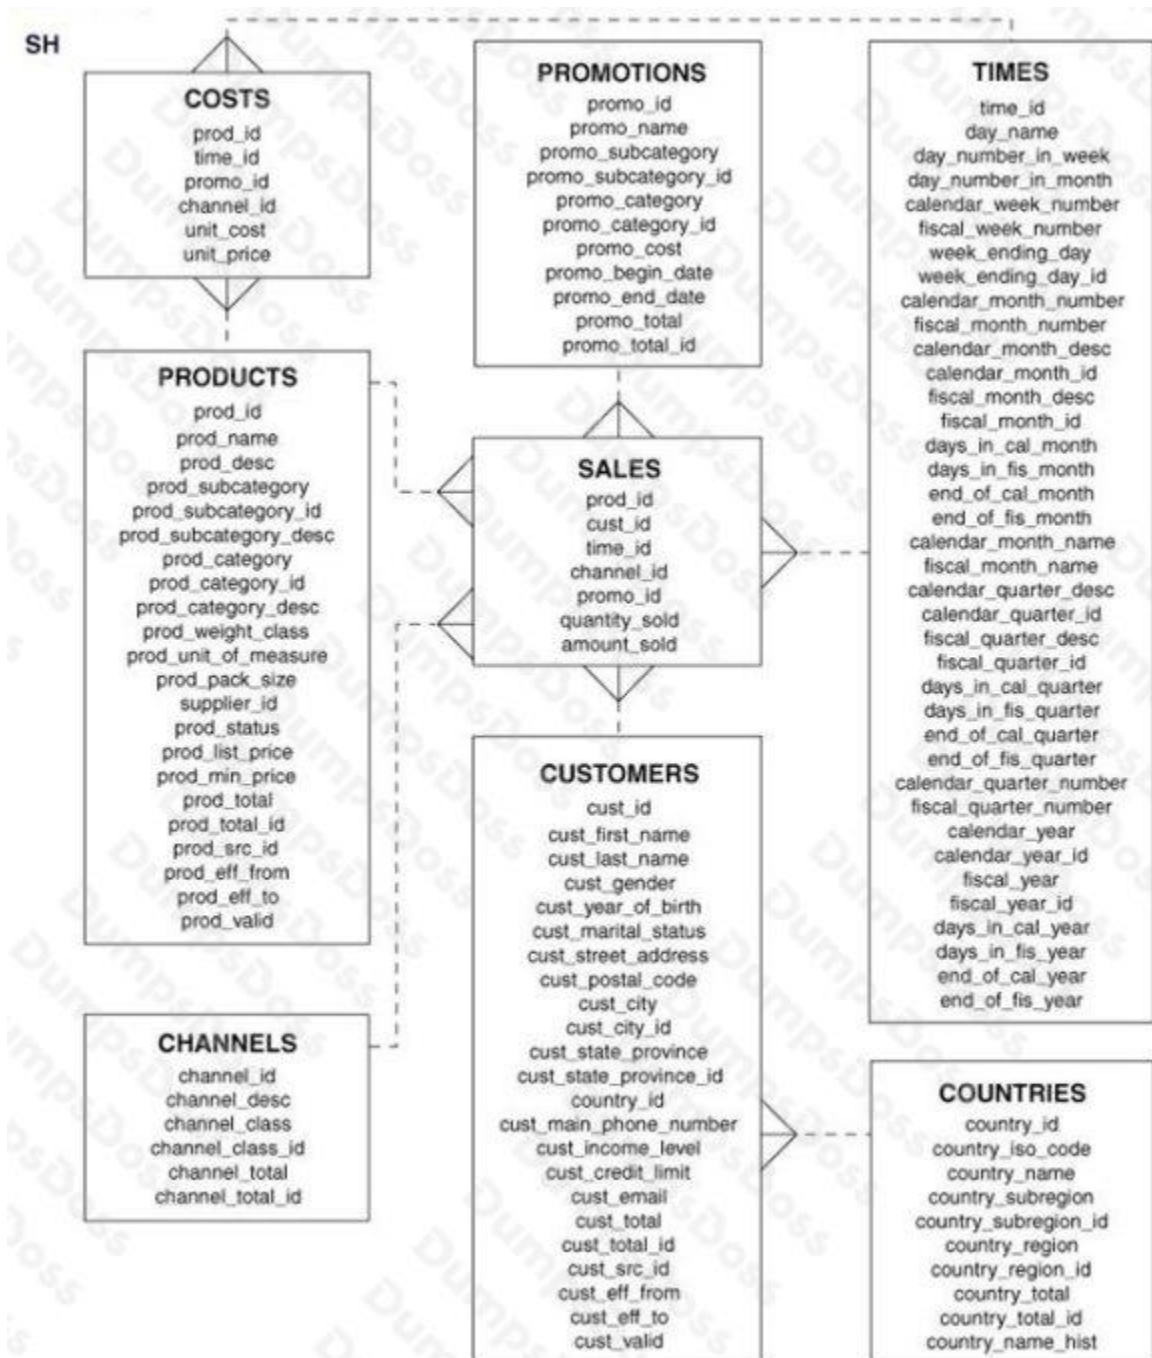 SH
COSTS
prod_id
time_id
promo_id
channel_id
unit_cost
unit_price
PROMOTIONS
promo_id
promo_name
promo_subcategory
promo_subcategory_id
promo_category
promo_category_id
promo_cost
promo_begin_date
promo_end_date
promo_total
promo_total_id
TIMES
time_id
day_name
day_number_in_week
day_number_in_month
calendar_week_number
fiscal_week_number
week_ending_day
week_ending_day_id
calendar_month_number
fiscal_month_number
calendar_month_desc
calendar_month_id
fiscal_month_desc
fiscal_month_id
days_in_cal_month
days_in_fis_month
end_of_cal_month
end_of_fis_month
calendar_month_name
fiscal_month_name
calendar_quarter_desc
calendar_quarter_id
fiscal_quarter_desc
fiscal_quarter_id
days_in_cal_quarter
days_in_fis_quarter
end_of_cal_quarter
end_of_fis_quarter
calendar_quarter_number
fiscal_quarter_number
calendar_year
calendar_year_id
fiscal_year
fiscal_year_id
days_in_cal_year
days_in_fis_year
end_of_cal_year
end_of_fis_year
PRODUCTS
prod_id
prod_name
prod_desc
prod_subcategory
prod_subcategory_id
prod_subcategory_desc
prod_category
prod_category_id
prod_category_desc
prod_weight_class
prod_unit_of_measure
prod_pack_size
supplier_id
prod_status
prod_list_price
prod_min_price
prod_total
prod_total_id
prod_src_id
prod_eff_from
prod_eff_to
prod_valid
SALES
prod_id
cust_id
time_id
channel_id
promo_id
quantity_sold
amount_sold
CUSTOMERS
cust_id
cust_first_name
cust_last_name
cust_gender
cust_year_of_birth
cust_marital_status
cust_street_address
cust_postal_code
cust_city
cust_city_id
cust_state_province
cust_state_province_id
country_id
cust_main_phone_number
cust_income_level
cust_credit_limit
cust_email
cust_total
cust_total_id
cust_src_id
cust_eff_from
cust_eff_to
cust_valid
CHANNELS
channel_id
channel_desc
channel_class
channel_class_id
channel_total
channel_total_id
COUNTRIES
country_id
country_iso_code
country_name
country_subregion
country_subregion_id
country_region
country_region_id
country_total
country_total_id
country_name_hist
DumpsDoss